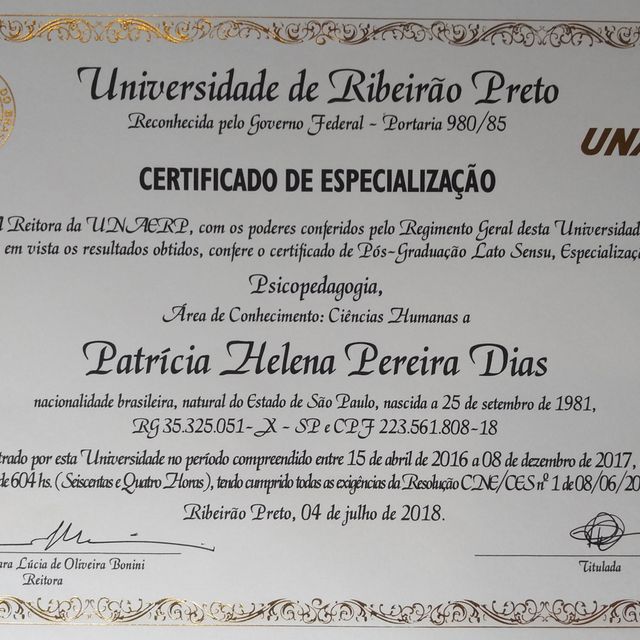 Universidade de Ribeirão Preto
Reconhecida pelo Governo Federal - Portaria 980/85
DO BRAS
UNA
CERTIFICADO DE ESPECIALIZAÇÃO
A Reitora da UNAERP, com os poderes conferidos pelo Regimento Geral desta Universidad
em vista os resultados obtidos, confere o certificado de Pós-Graduação Lato Sensu, Especializaç
Psicopedagogia,
Área de Conhecimento: Ciências Humanas a
Patrícia Helena Pereira Dias
nacionalidade brasileira, natural do Estado de São Paulo, nascida a 25 de setembro de 1981,
RG 35.325.051-X - SP e CPF 223.561.808-18
trado por esta Universidade no período compreendido entre 15 de abril de 2016 a 08 de dezembro de 2017,
de 604 hs. (Seiscentas e Quatro Horas), tendo cumprido todas as exigências da Resolução CNE/CES nº 1 de 08/06/20
Ribeirão Preto, 04 de julho de 2018.
ara Lúcia de Oliveira Bonini
Reitora
Titulada